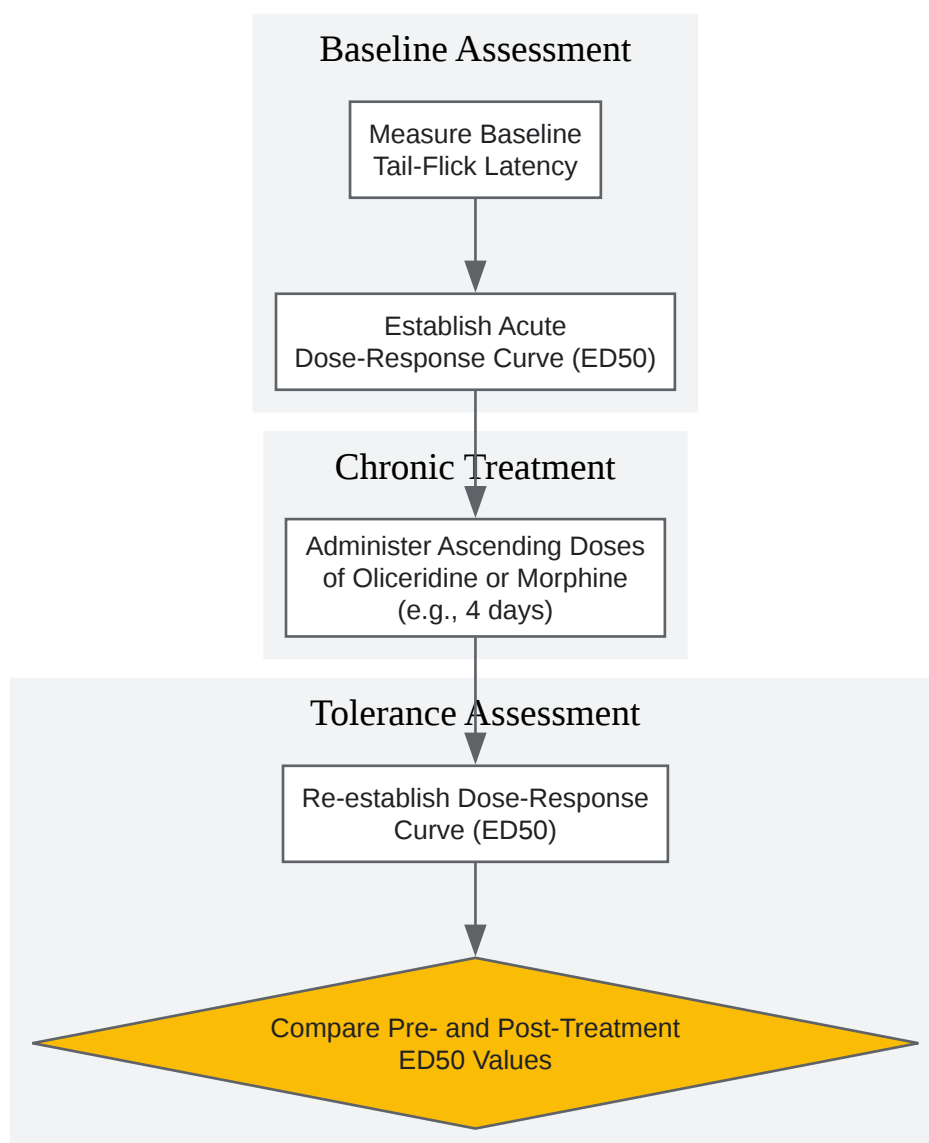 Baseline Assessment
Measure Baseline
Tail-Flick Latency
Establish Acute
Dose-Response Curve (ED50)
Chronic Treatment
Administer Ascending Doses
of Oliceridine or Morphine
(e.g., 4 days)
Tolerance Assessment
Re-establish Dose-Response
Curve (ED50)
Compare Pre- and Post-Treatment
ED50 Values